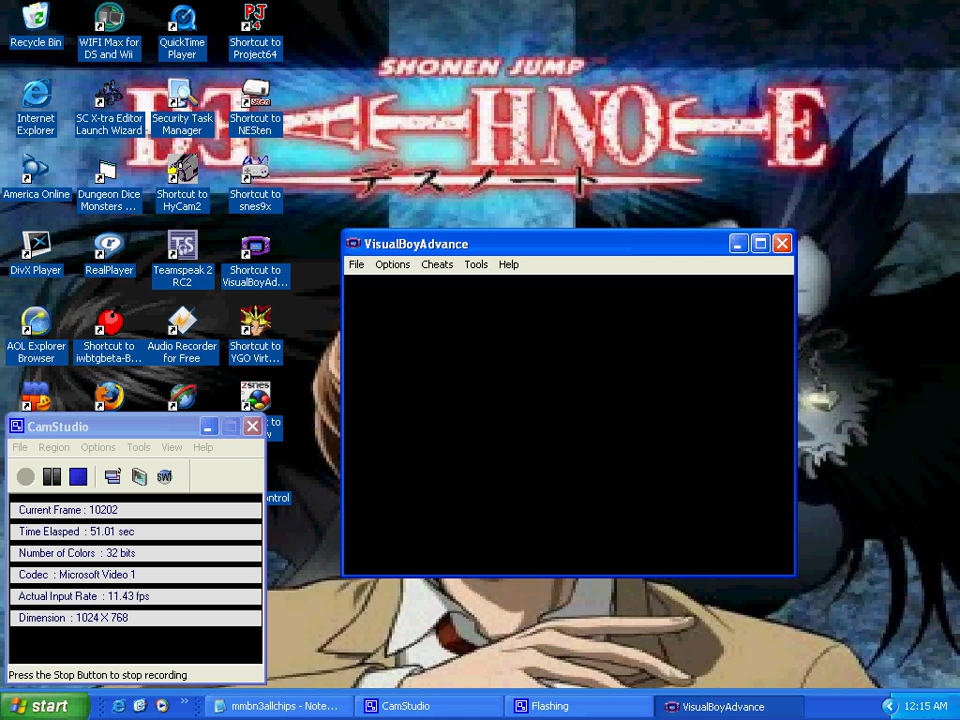 Recycle Bin
WIFI Max for
DS and Wii
QuickTime
Player
Shortcut to
Project64
SHONEN JUMP
DEATH NOTE
デスノート
Internet
Explorer
SC X-tra Editor
Launch Wizard
Security Task
Manager
Shortcut to
NESten
America Online
Dungeon Dice
Monsters ...
Shortcut to
HyCam2
Shortcut to
snes9x
DivX Player
RealPlayer
Teamspeak 2
RC2
Shortcut to
VisualBoyAd...
AOL Explorer
Browser
Shortcut to
iwbtgbeta-B...
Audio Recorder
for Free
Shortcut to
YGO Virt...
VisualBoyAdvance
File Options Cheats Tools Help
CamStudio
File Region Options Tools View Help
Current Frame : 10202
Time Elasped : 51.01 sec
Number of Colors : 32 bits
Codec : Microsoft Video 1
Actual Input Rate : 11.43 fps
Dimension : 1024 X 768
Press the Stop Button to stop recording
start
mmbn3allchips - Note...
CamStudio
Flashing
VisualBoyAdvance
12:15 AM